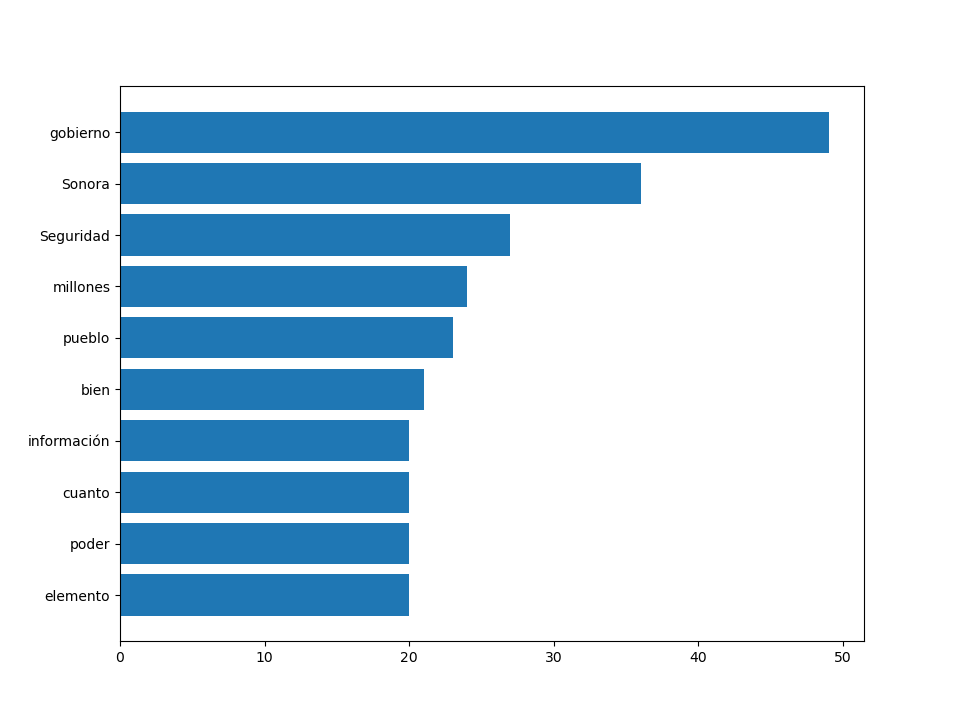 gobierno
Sonora
Seguridad
millones
pueblo
bien
información
cuanto
poder
elemento
0 10 20 30 40 50